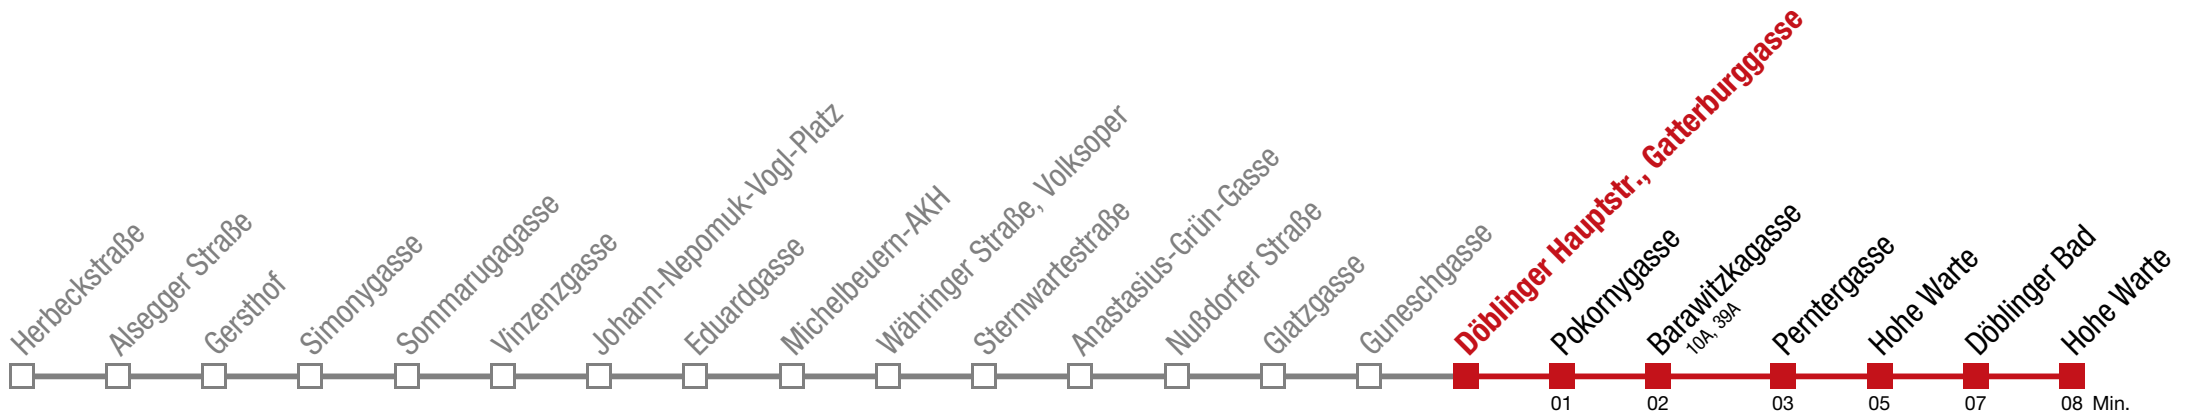 Herbeckstraße
Alsegger Straße
Gersthof
Simonygasse
Sommarugagasse
Vinzenzgasse
Johann-Nepomuk-Vogl-Platz
Eduardgasse
Michelbeuern-AKH
Währinger Straße, Volksoper
Sternwartestraße
Anastasius-Grün-Gasse
Nußdorfer Straße
Glatzgasse
Guneschgasse
Döblinger Hauptstr., Gatterburggasse
Pokornygasse
Barawitzkagasse
10A, 39A
Perntergasse
Hohe Warte
Döblinger Bad
Hohe Warte
01 02 03 05 07 08 Min.